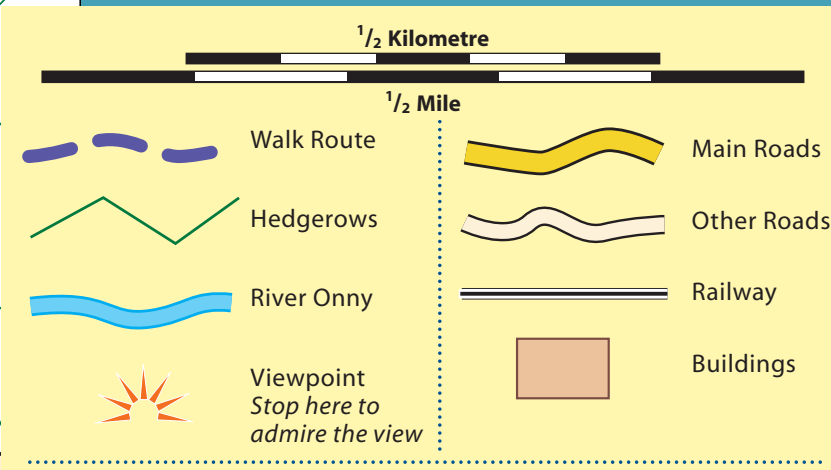 1/2 Kilometre
1/2 Mile
Walk Route
Hedgerows
River Onny
Viewpoint
Stop here to
admire the view
Main Roads
Other Roads
Railway
Buildings